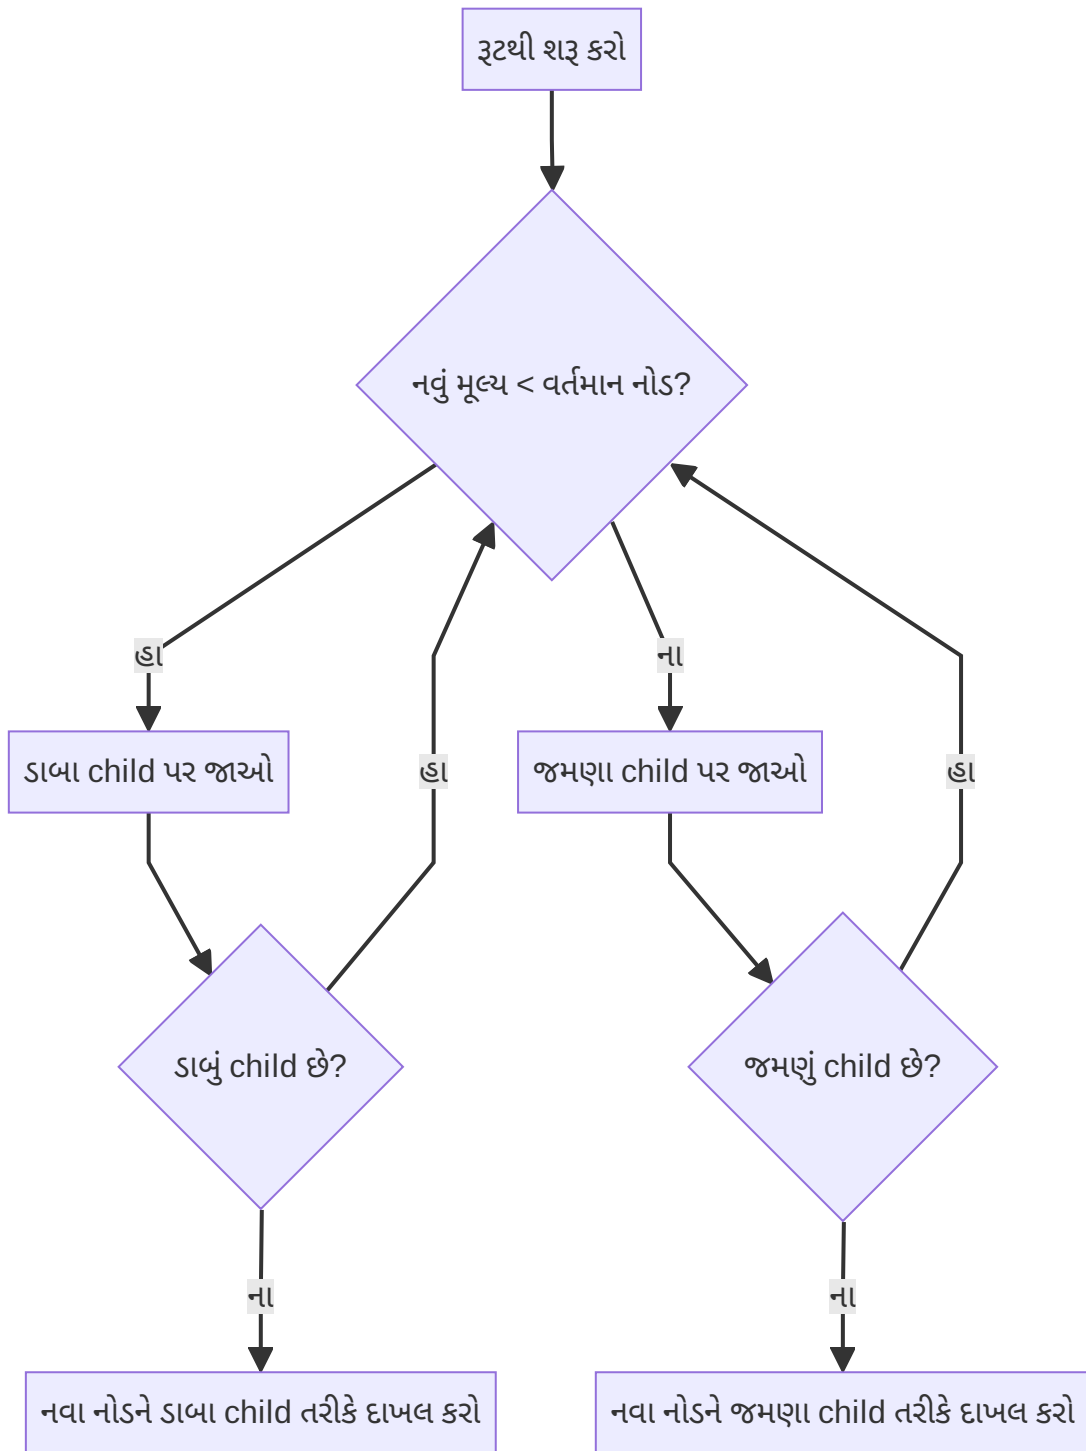 રૂટથી શરૂ કરો
નવું મૂલ્ય < વર્તમાન નોડ?
હા
ના
ડાબા child પર જાઓ
હા
જમણા child પર જાઓ
હા
ડાબું child છે?
જમણું child છે?
ના
ના
નવા નોડને ડાબા child તરીકે દાખલ કરો
નવા નોડને જમણા child તરીકે દાખલ કરો